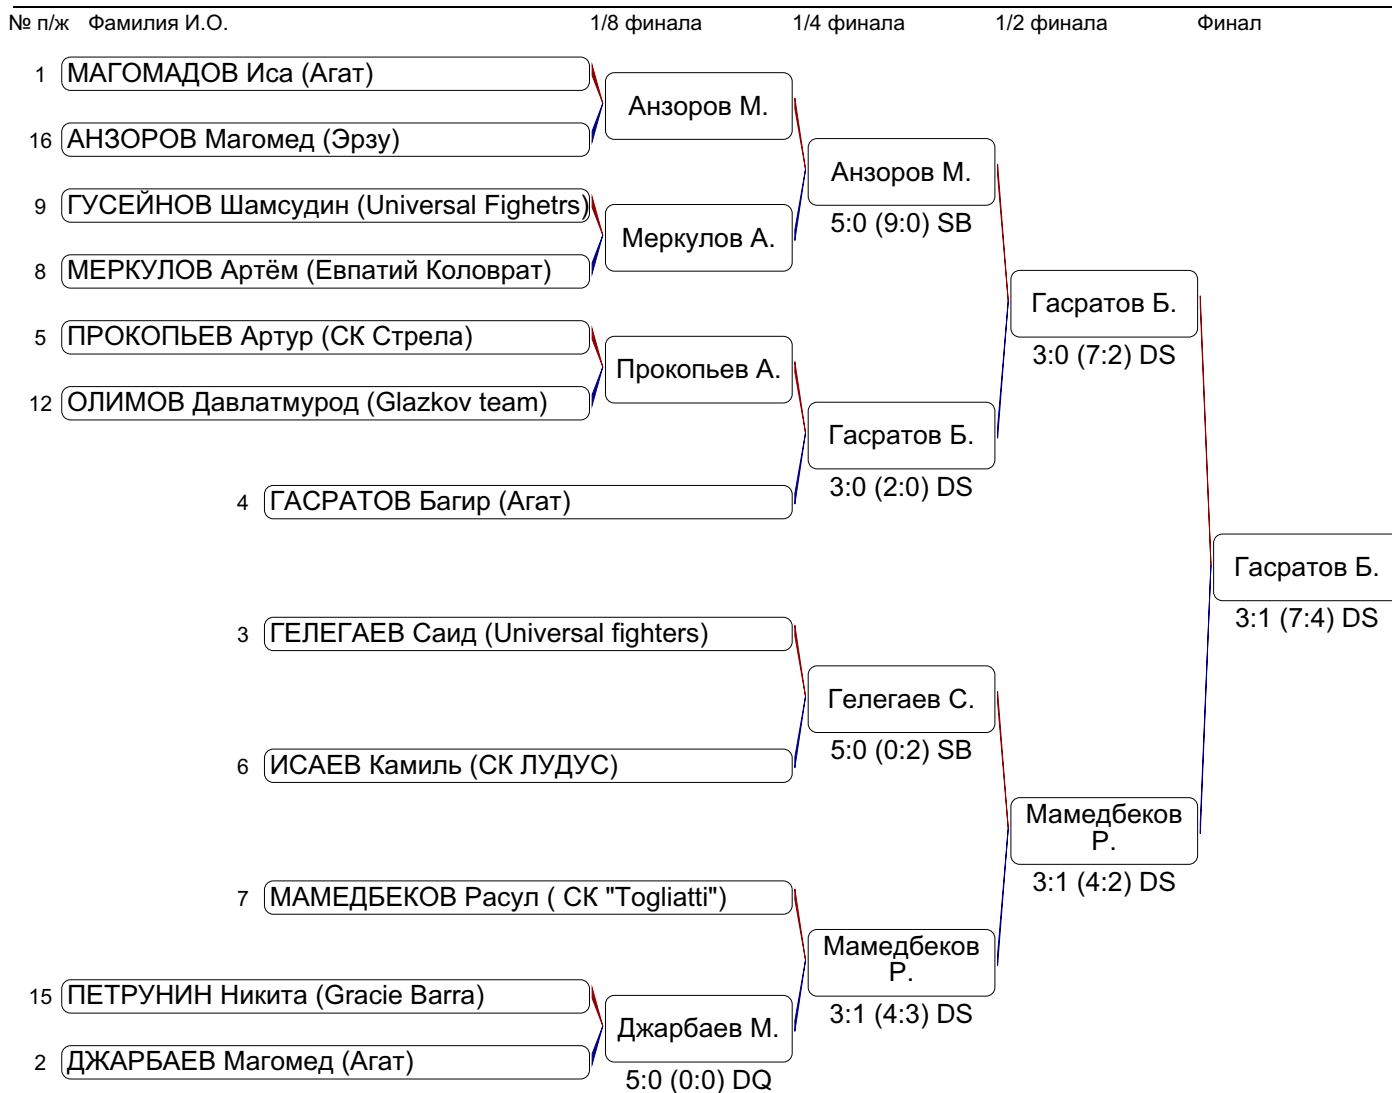 № п/ж Фамилия И.О. 1/8 финала 1/4 финала 1/2 финала Финал
1 МАГОМАДОВ Иса (Агат)
Анзоров М.
16 АНЗОРОВ Магомед (Эрзу)
Анзоров М.
5:0 (9:0) SB
9 ГУСЕЙНОВ Шамсудин (Universal Fighetrs)
Меркулов А.
8 МЕРКУЛОВ Артём (Евпатий Коловрат)
Гасратов Б.
3:0 (7:2) DS
5 ПРОКОПЬЕВ Артур (СК Стрела)
Прокопьев А.
12 ОЛИМОВ Давлатмурод (Glazkov team)
Гасратов Б.
3:0 (2:0) DS
4 ГАСРАТОВ Багир (Агат)
Гасратов Б.
3:1 (7:4) DS
3 ГЕЛЕГАЕВ Саид (Universal fighters)
Гелегаев С.
5:0 (0:2) SB
6 ИСАЕВ Камиль (СК ЛУДУС)
Мамедбеков
Р.
3:1 (4:2) DS
7 МАМЕДБЕКОВ Расул ( СК "Togliatti")
Мамедбеков
Р.
3:1 (4:3) DS
15 ПЕТРУНИН Никита (Gracie Barra)
Джарбаев М.
2 ДЖАРБАЕВ Магомед (Агат)
5:0 (0:0) DQ